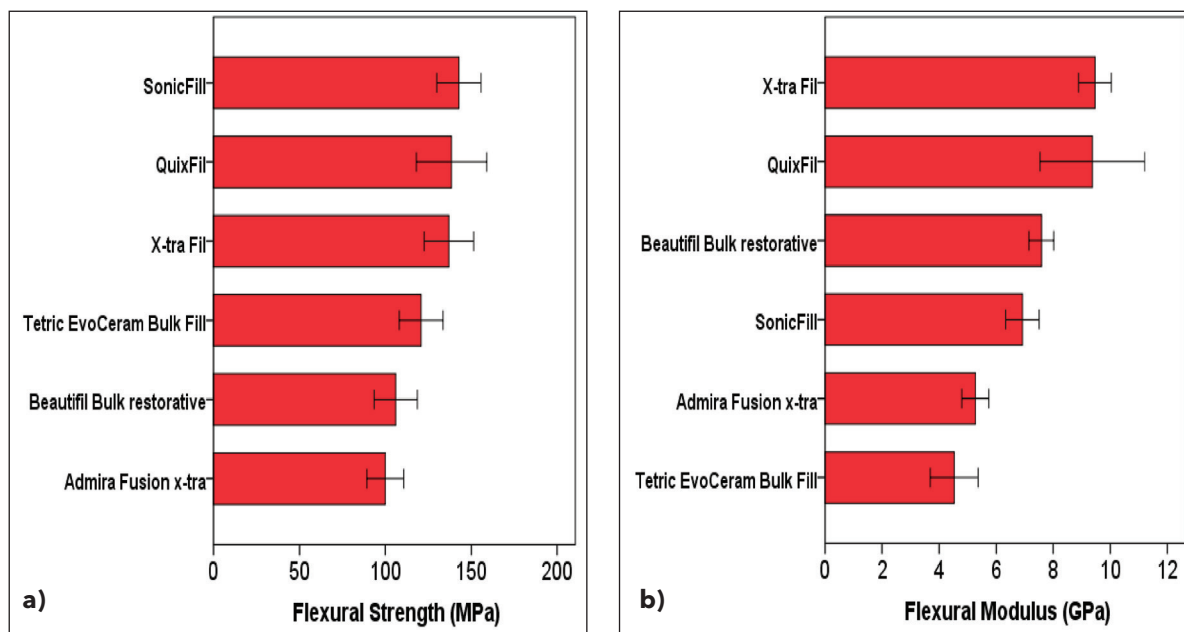 SonicFill
QuixFil
X-tra Fil
Tetric EvoCeram Bulk Fill
Beautifil Bulk restorative
Admira Fusion x-tra
0 50 100 150 200
Flexural Strength (MPa)
a)
X-tra Fil
QuixFil
Beautifil Bulk restorative
SonicFill
Admira Fusion x-tra
Tetric EvoCeram Bulk Fill
0 2 4 6 8 10 12
Flexural Modulus (GPa)
b)